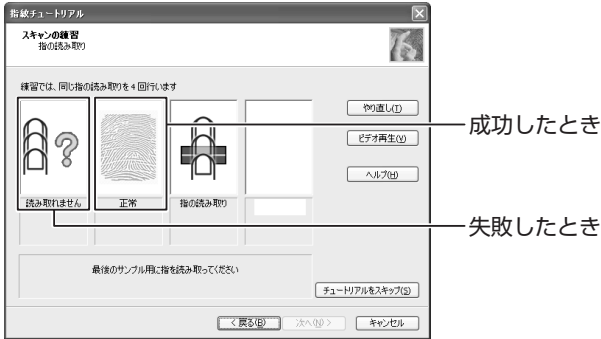 指紋チュートリアル
スキャンの練習
指の読み取り
練習では、同じ指の読み取りを4回行います
やり直し(T)
ビデオ再生(V)
ヘルプ(H)
成功したとき
読み取れません
正常
指の読み取り
失敗したとき
最後のサンプル用に指を読み取ってください
チュートリアルをスキップ(S)
< 戻る(B)
次へ(N) >
キャンセル